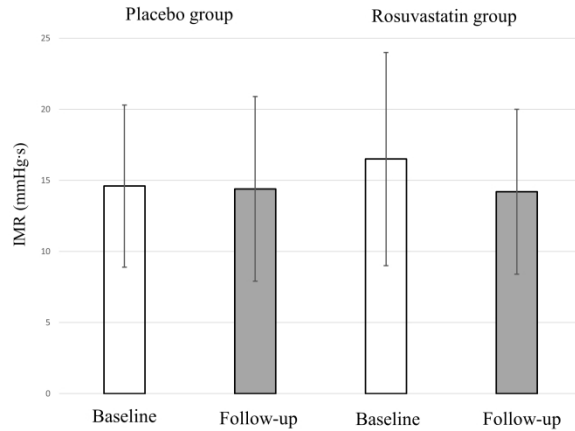 Placebo group
Rosuvastatin group
25
20
15
10
5
0
IMR (mmHg·s)
Baseline
Follow-up
Baseline
Follow-up